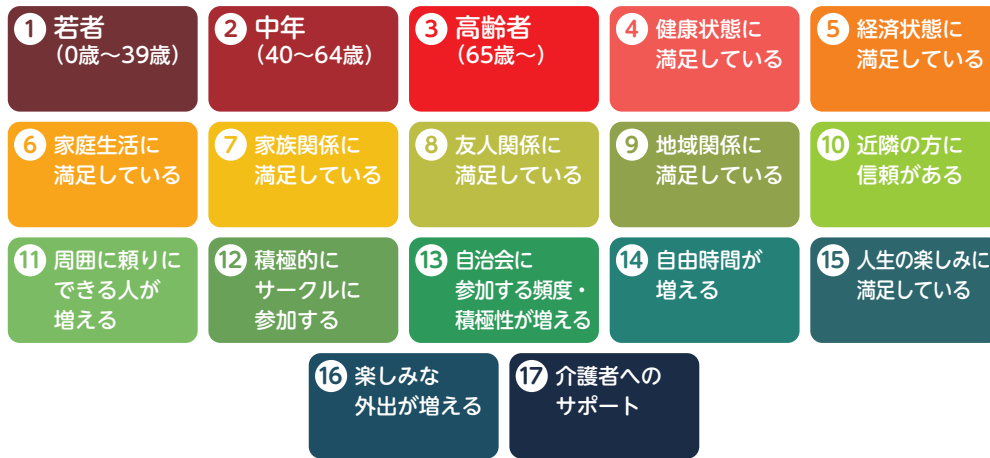 1 若者
（0歳〜39歳）
2 中年
（40〜64歳）
3 高齢者
（65歳〜）
4 健康状態に
満足している
5 経済状態に
満足している
6 家庭生活に
満足している
7 家族関係に
満足している
8 友人関係に
満足している
9 地域関係に
満足している
10 近隣の方に
信頼がある
11 周囲に頼りに
できる人が
増える
12 積極的に
サークルに
参加する
13 自治会に
参加する頻度・
積極性が増える
14 自由時間が
増える
15 人生の楽しみに
満足している
16 楽しみな
外出が増える
17 介護者への
サポート